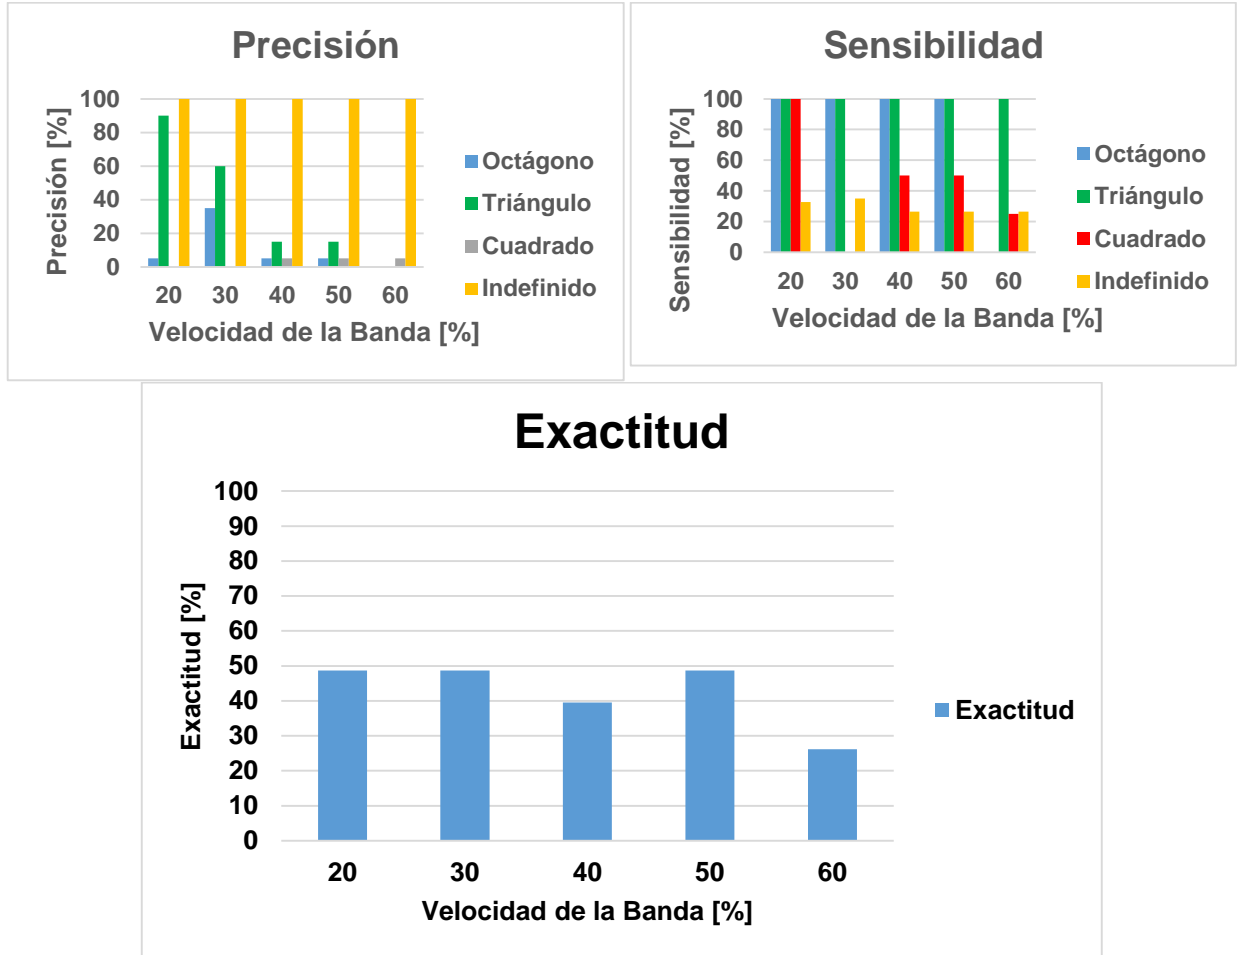 Precisión
Precisión [%]
100
80
60
40
20
0
20 30 40 50 60
Velocidad de la Banda [%]
Octágono
Triángulo
Cuadrado
Indefinido
Sensibilidad
Sensibilidad [%]
100
80
60
40
20
0
20 30 40 50 60
Velocidad de la Banda [%]
Octágono
Triángulo
Cuadrado
Indefinido
Exactitud
Exactitud [%]
100
90
80
70
60
50
40
30
20
10
0
20 30 40 50 60
Velocidad de la Banda [%]
Exactitud